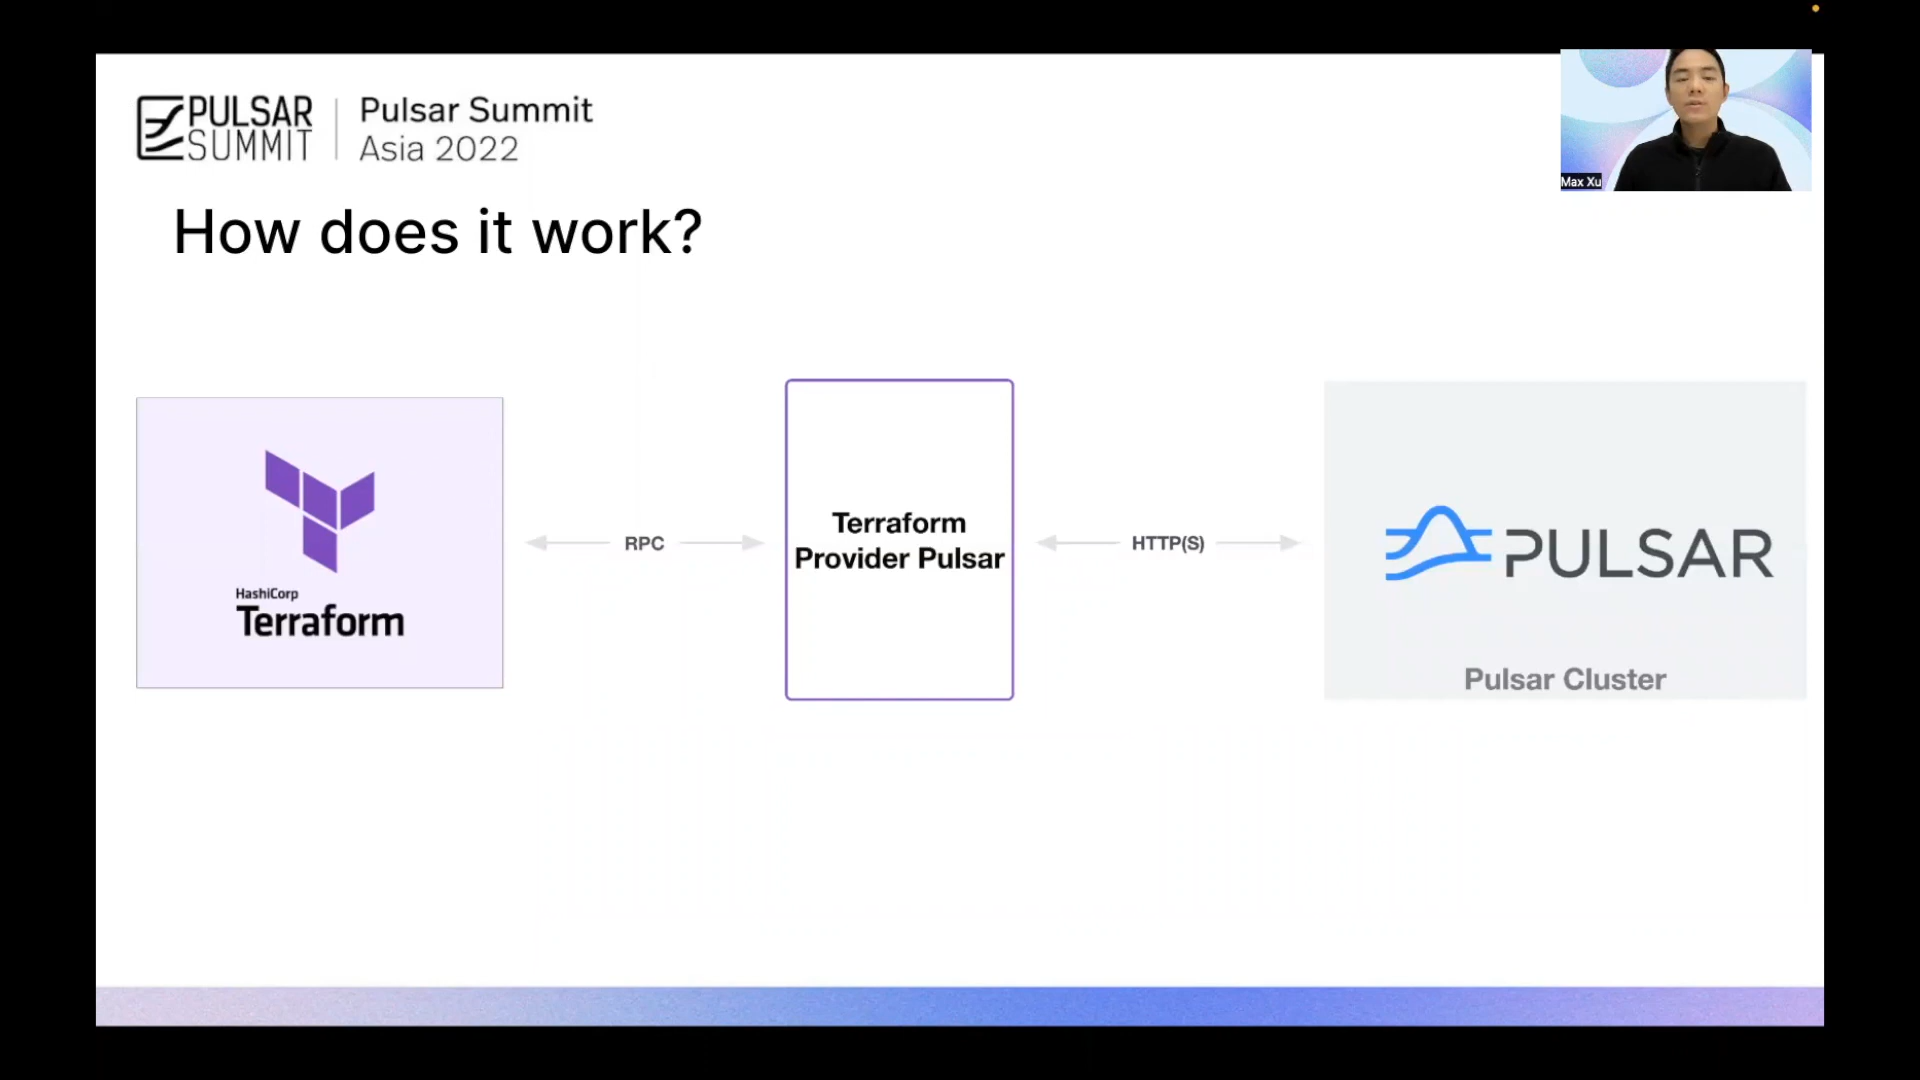 PULSAR
SUMMIT
Pulsar Summit
Asia 2022
Max Xu
How does it work?
HashiCorp
Terraform
RPC
Terraform
Provider Pulsar
HTTP(S)
PULSAR
Pulsar Cluster